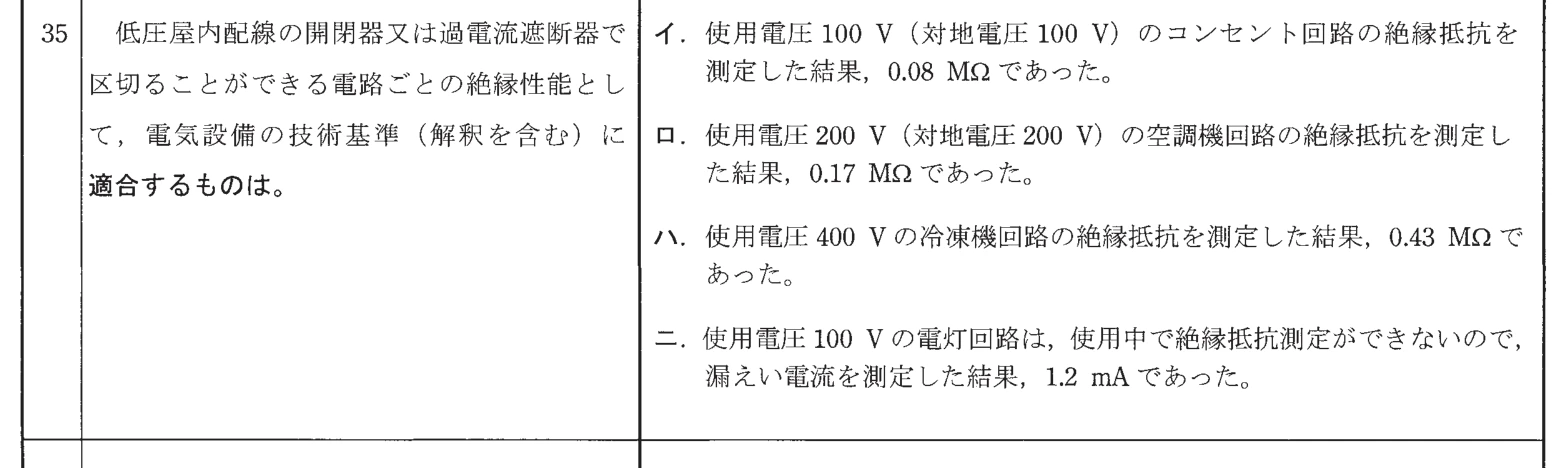 35
低圧屋内配線の開閉器又は過電流遮断器で
区切ることができる電路ごとの絶縁性能とし
て，電気設備の技術基準（解釈を含む）に
適合するものは。
イ．使用電圧 100 V（対地電圧 100 V）のコンセント回路の絶縁抵抗を
測定した結果，0.08 MΩ であった。
ロ．使用電圧 200 V（対地電圧 200 V）の空調機回路の絶縁抵抗を測定し
た結果，0.17 MΩ であった。
ハ．使用電圧 400 V の冷凍機回路の絶縁抵抗を測定した結果，0.43 MΩ で
あった。
ニ．使用電圧 100 V の電灯回路は，使用中で絶縁抵抗測定ができないので，
漏えい電流を測定した結果，1.2 mA であった。